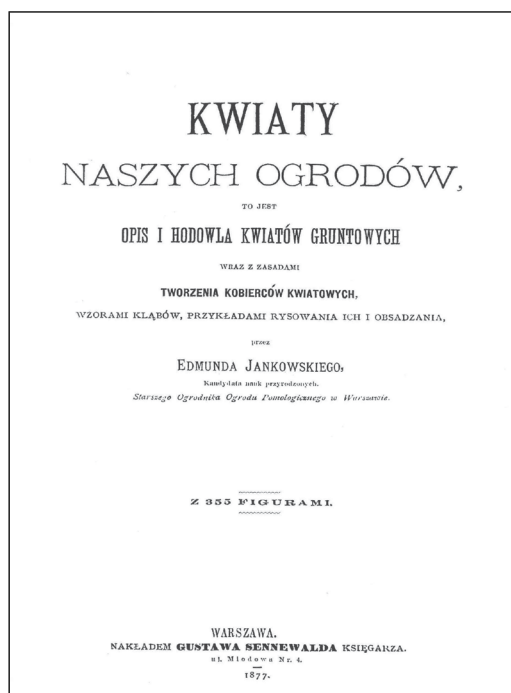 KWIATY
NASZYCH OGRODÓW,
TO JEST
OPIS I HODOWLA KWIATÓW GRUNTOWYCH
WRAZ Z ZASADAMI
TWORZENIA KOBIERCÓW KWIATOWYCH,
WZORAMI KLĄBÓW, PRZYKŁADAMI RYSOWANIA ICH I OBSADZANIA,
przez
EDMUNDA JANKOWSKIEGO,
Kandydata nauk przyrodzonych.
Starszego Ogrodnika Ogrodu Pomologicznego w Warszawie.
Z 355 FIGURAMI.
WARSZAWA.
NAKŁADEM GUSTAWA SENNEWALDA KSIĘGARZA.
ul. Miodowa Nr. 4.
1877.